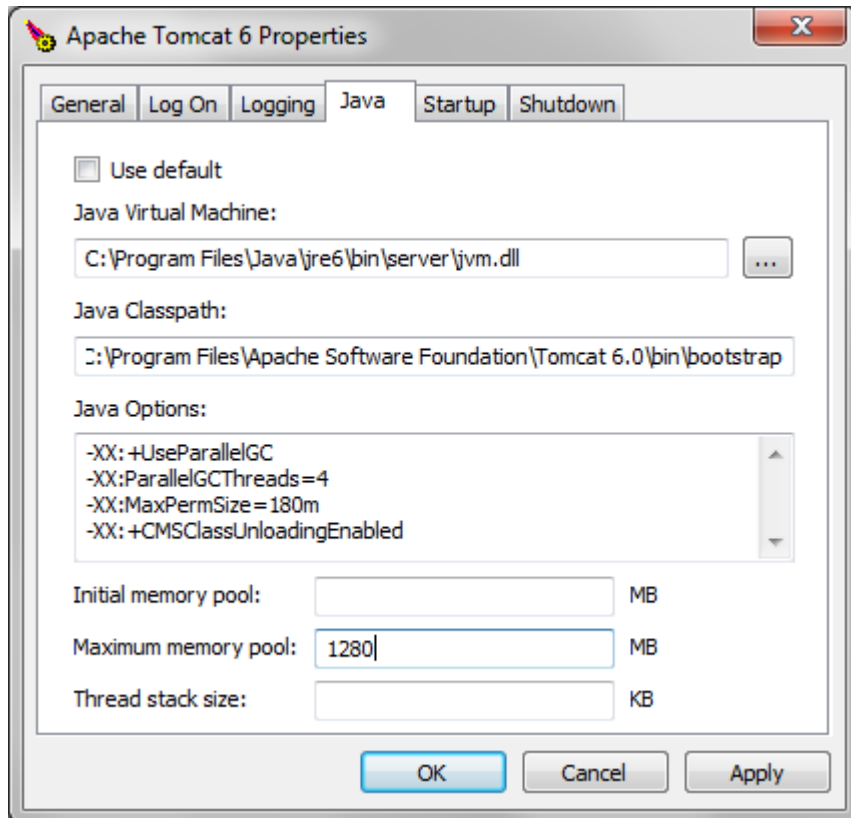 Apache Tomcat 6 Properties
General Log On Logging Java Startup Shutdown
Use default
Java Virtual Machine:
C:\Program Files\Java\jre6\bin\server\jvm.dll ...
Java Classpath:
:\Program Files\Apache Software Foundation\Tomcat 6.0\bin\bootstrap
Java Options:
-XX:+UseParallelGC
-XX:ParallelGCThreads=4
-XX:MaxPermSize=180m
-XX:+CMSClassUnloadingEnabled
Initial memory pool: MB
Maximum memory pool: 1280 MB
Thread stack size: KB
OK Cancel Apply